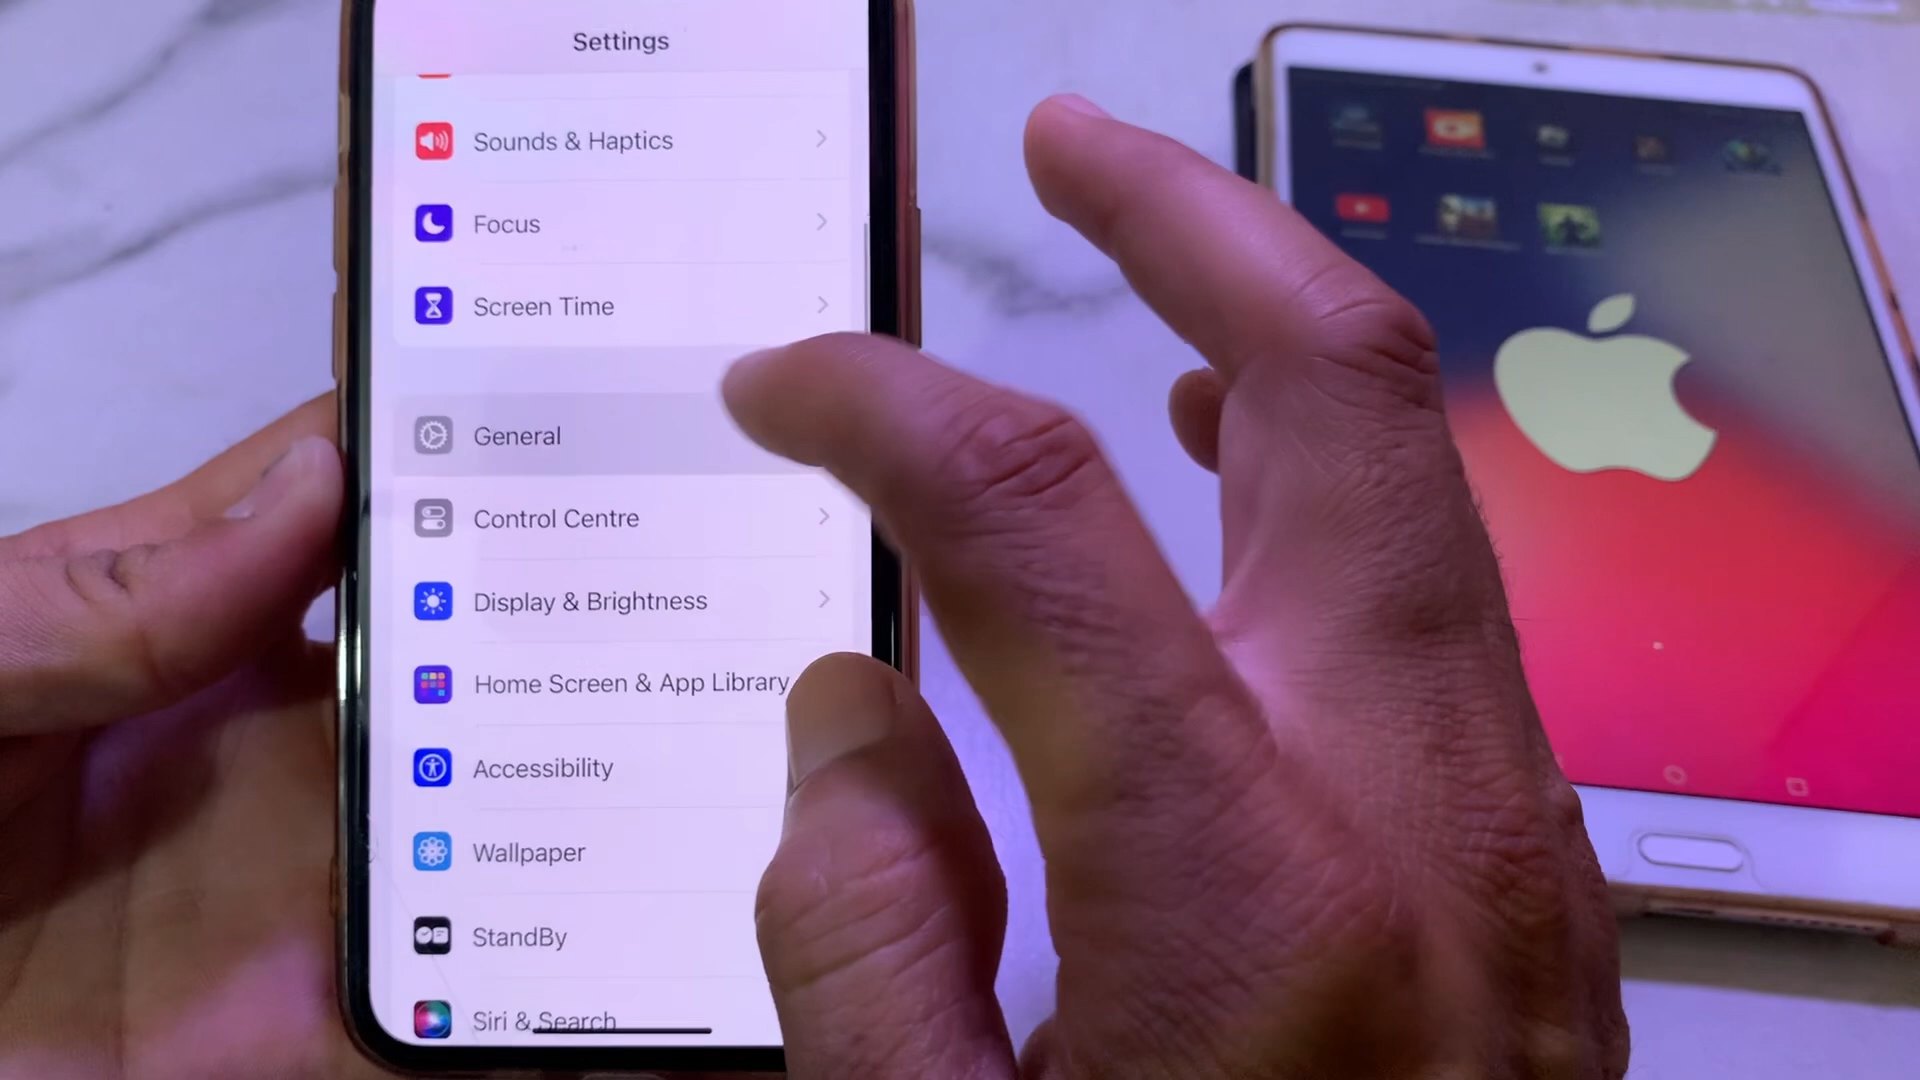 Settings
Sounds & Haptics
Focus
Screen Time
General
Control Centre
Display & Brightness
Home Screen & App Library
Accessibility
Wallpaper
StandBy
Siri & Search